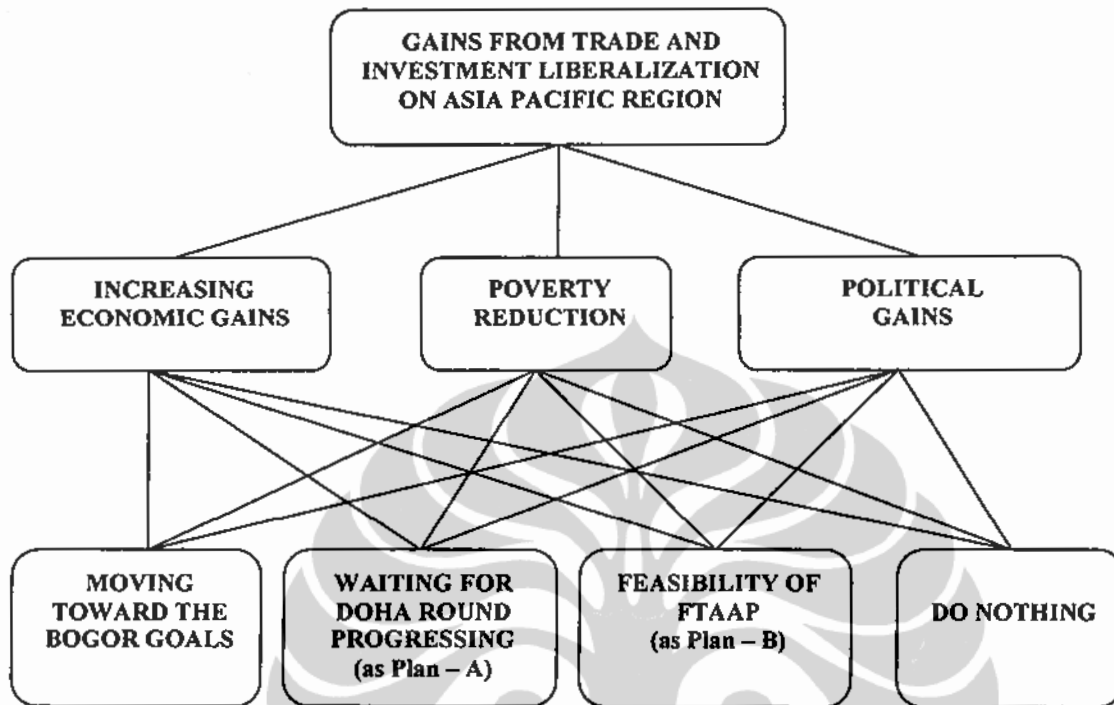 GAINS FROM TRADE AND
INVESTMENT LIBERALIZATION
ON ASIA PACIFIC REGION
INCREASING
ECONOMIC GAINS
POVERTY
REDUCTION
POLITICAL
GAINS
MOVING
TOWARD THE
BOGOR GOALS
WAITING FOR
DOHA ROUND
PROGRESSING
(as Plan – A)
FEASIBILITY OF
FTAAP
(as Plan – B)
DO NOTHING